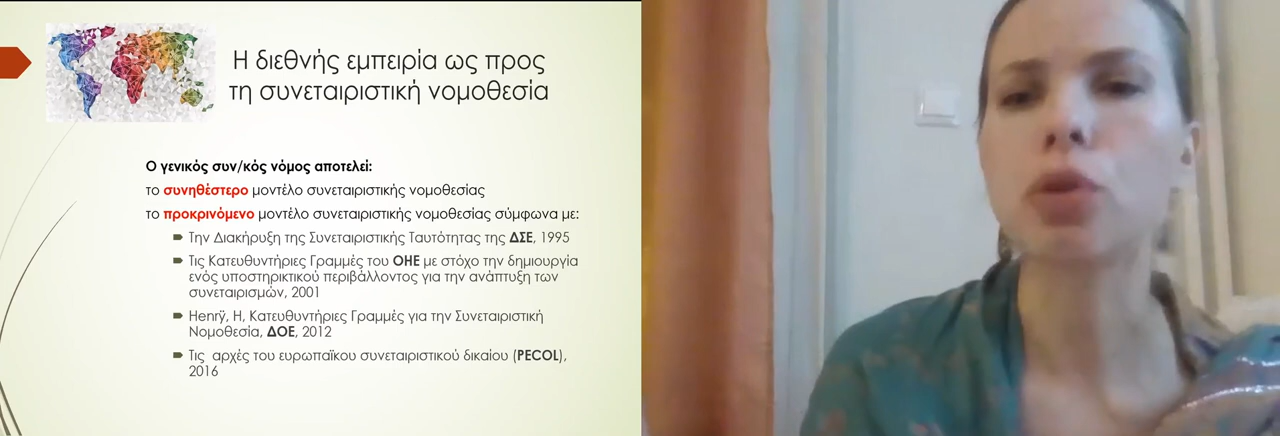 Η διεθνής εμπειρία ως προς
τη συνεταιριστική νομοθεσία
Ο γενικός συν/κός νόμος αποτελεί:
το συνηθέστερο μοντέλο συνεταιριστικής νομοθεσίας
το προκρινόμενο μοντέλο συνεταιριστικής νομοθεσίας σύμφωνα με:
Την Διακήρυξη της Συνεταιριστικής Ταυτότητας της ΔΣΕ, 1995
Τις Κατευθυντήριες Γραμμές του ΟΗΕ με στόχο την δημιουργία
ενός υποστηρικτικού περιβάλλοντος για την ανάπτυξη των
συνεταιρισμών, 2001
Henrÿ, H, Κατευθυντήριες Γραμμές για την Συνεταιριστική
Νομοθεσία, ΔΟΕ, 2012
Τις αρχές του ευρωπαϊκου συνεταιριστικού δικαίου (PECOL),
2016